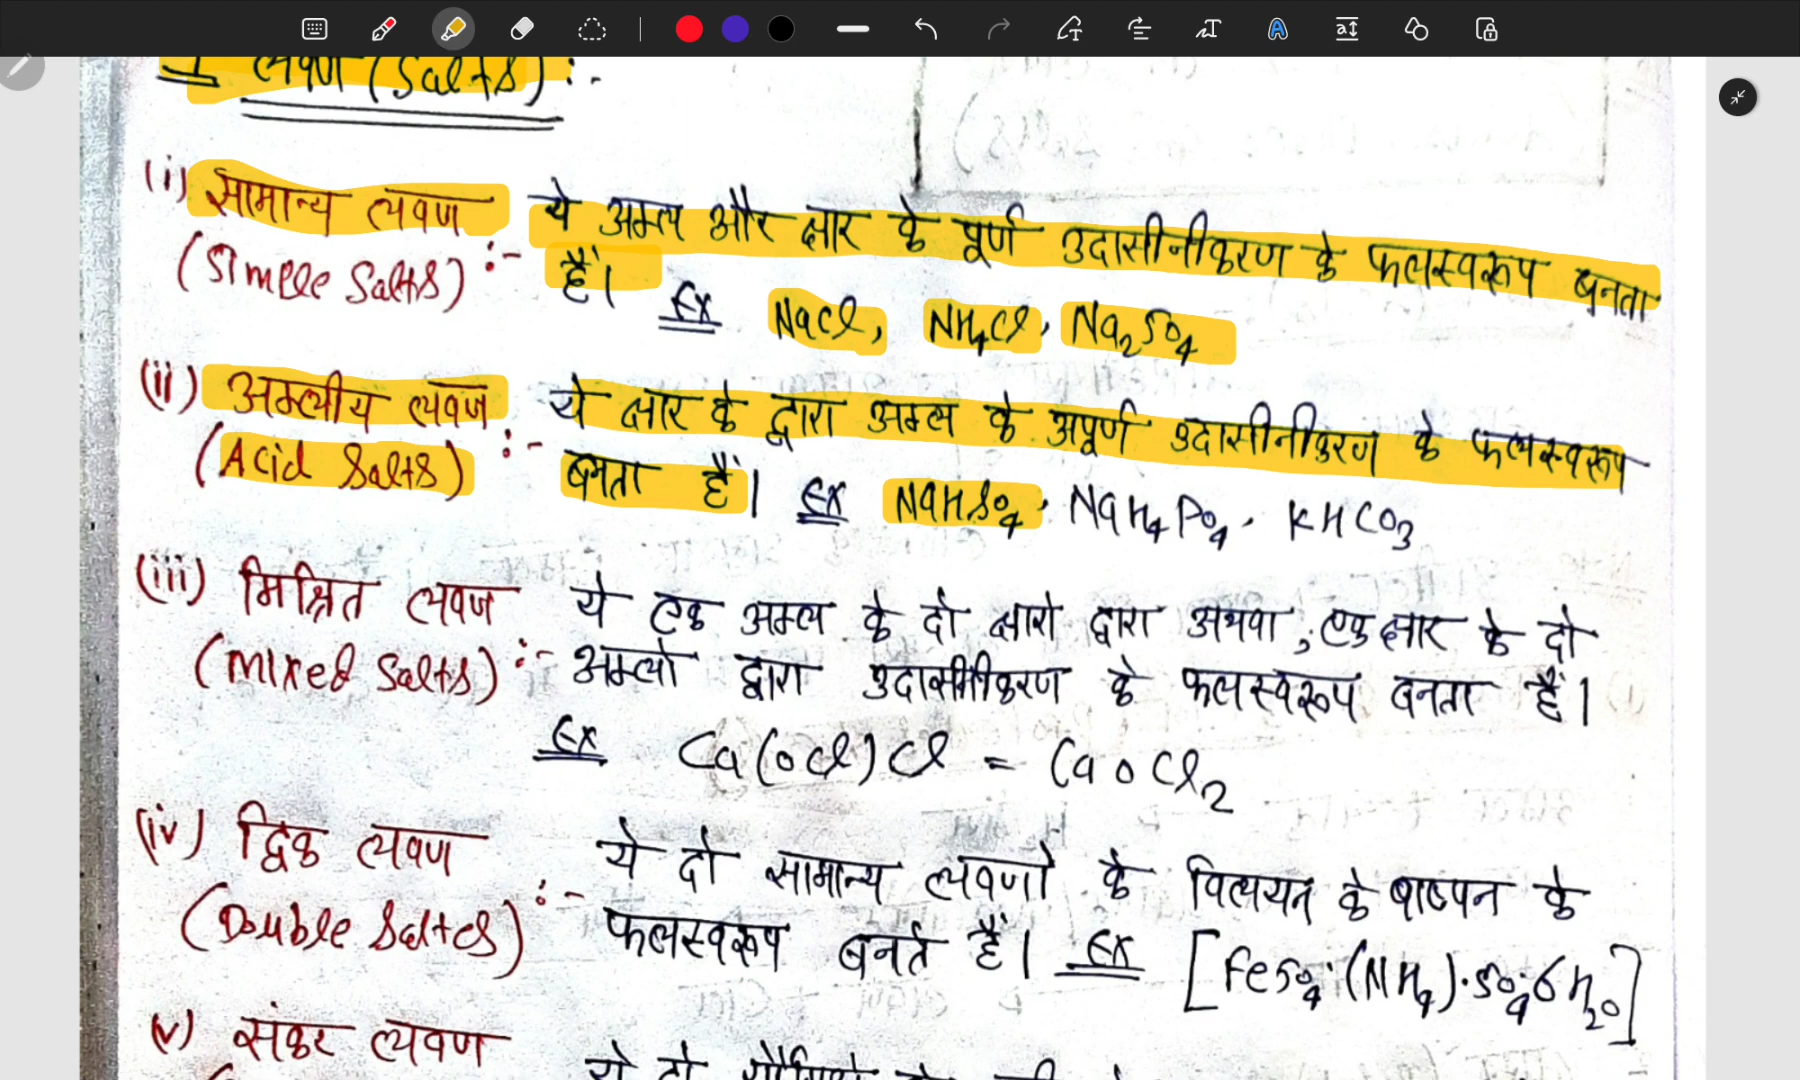 लवण (Salts) :-
(i) सामान्य लवण ये अम्ल और क्षार के पूर्ण उदासीनीकरण के फलस्वरूप बनता
(Simple Salts) :- हैं। Ex NaCl, NH4Cl, Na2SO4
(ii) अम्लीय लवण ये क्षार के द्वारा अम्ल के अपूर्ण उदासीनीकरण के फलस्वरूप
(Acid Salts) :- बनता हैं। Ex NaHSO4, NaH4PO4, KHCO3
(iii) मिश्रित लवण ये एक अम्ल के दो क्षारो द्वारा अथवा, एक क्षार के दो
(Mixed Salts) :- अम्लो द्वारा उदासीनीकरण के फलस्वरूप बनता हैं।
Ex Ca(OCl)Cl = CaOCl2
(iv) द्विक लवण ये दो सामान्य लवणो के विलयन के वाष्पन के
(Double Saltes) :- फलस्वरूप बनते हैं। Ex [FeSO4.(NH4).SO4.6H2O]
(v) संकर लवण ये दो